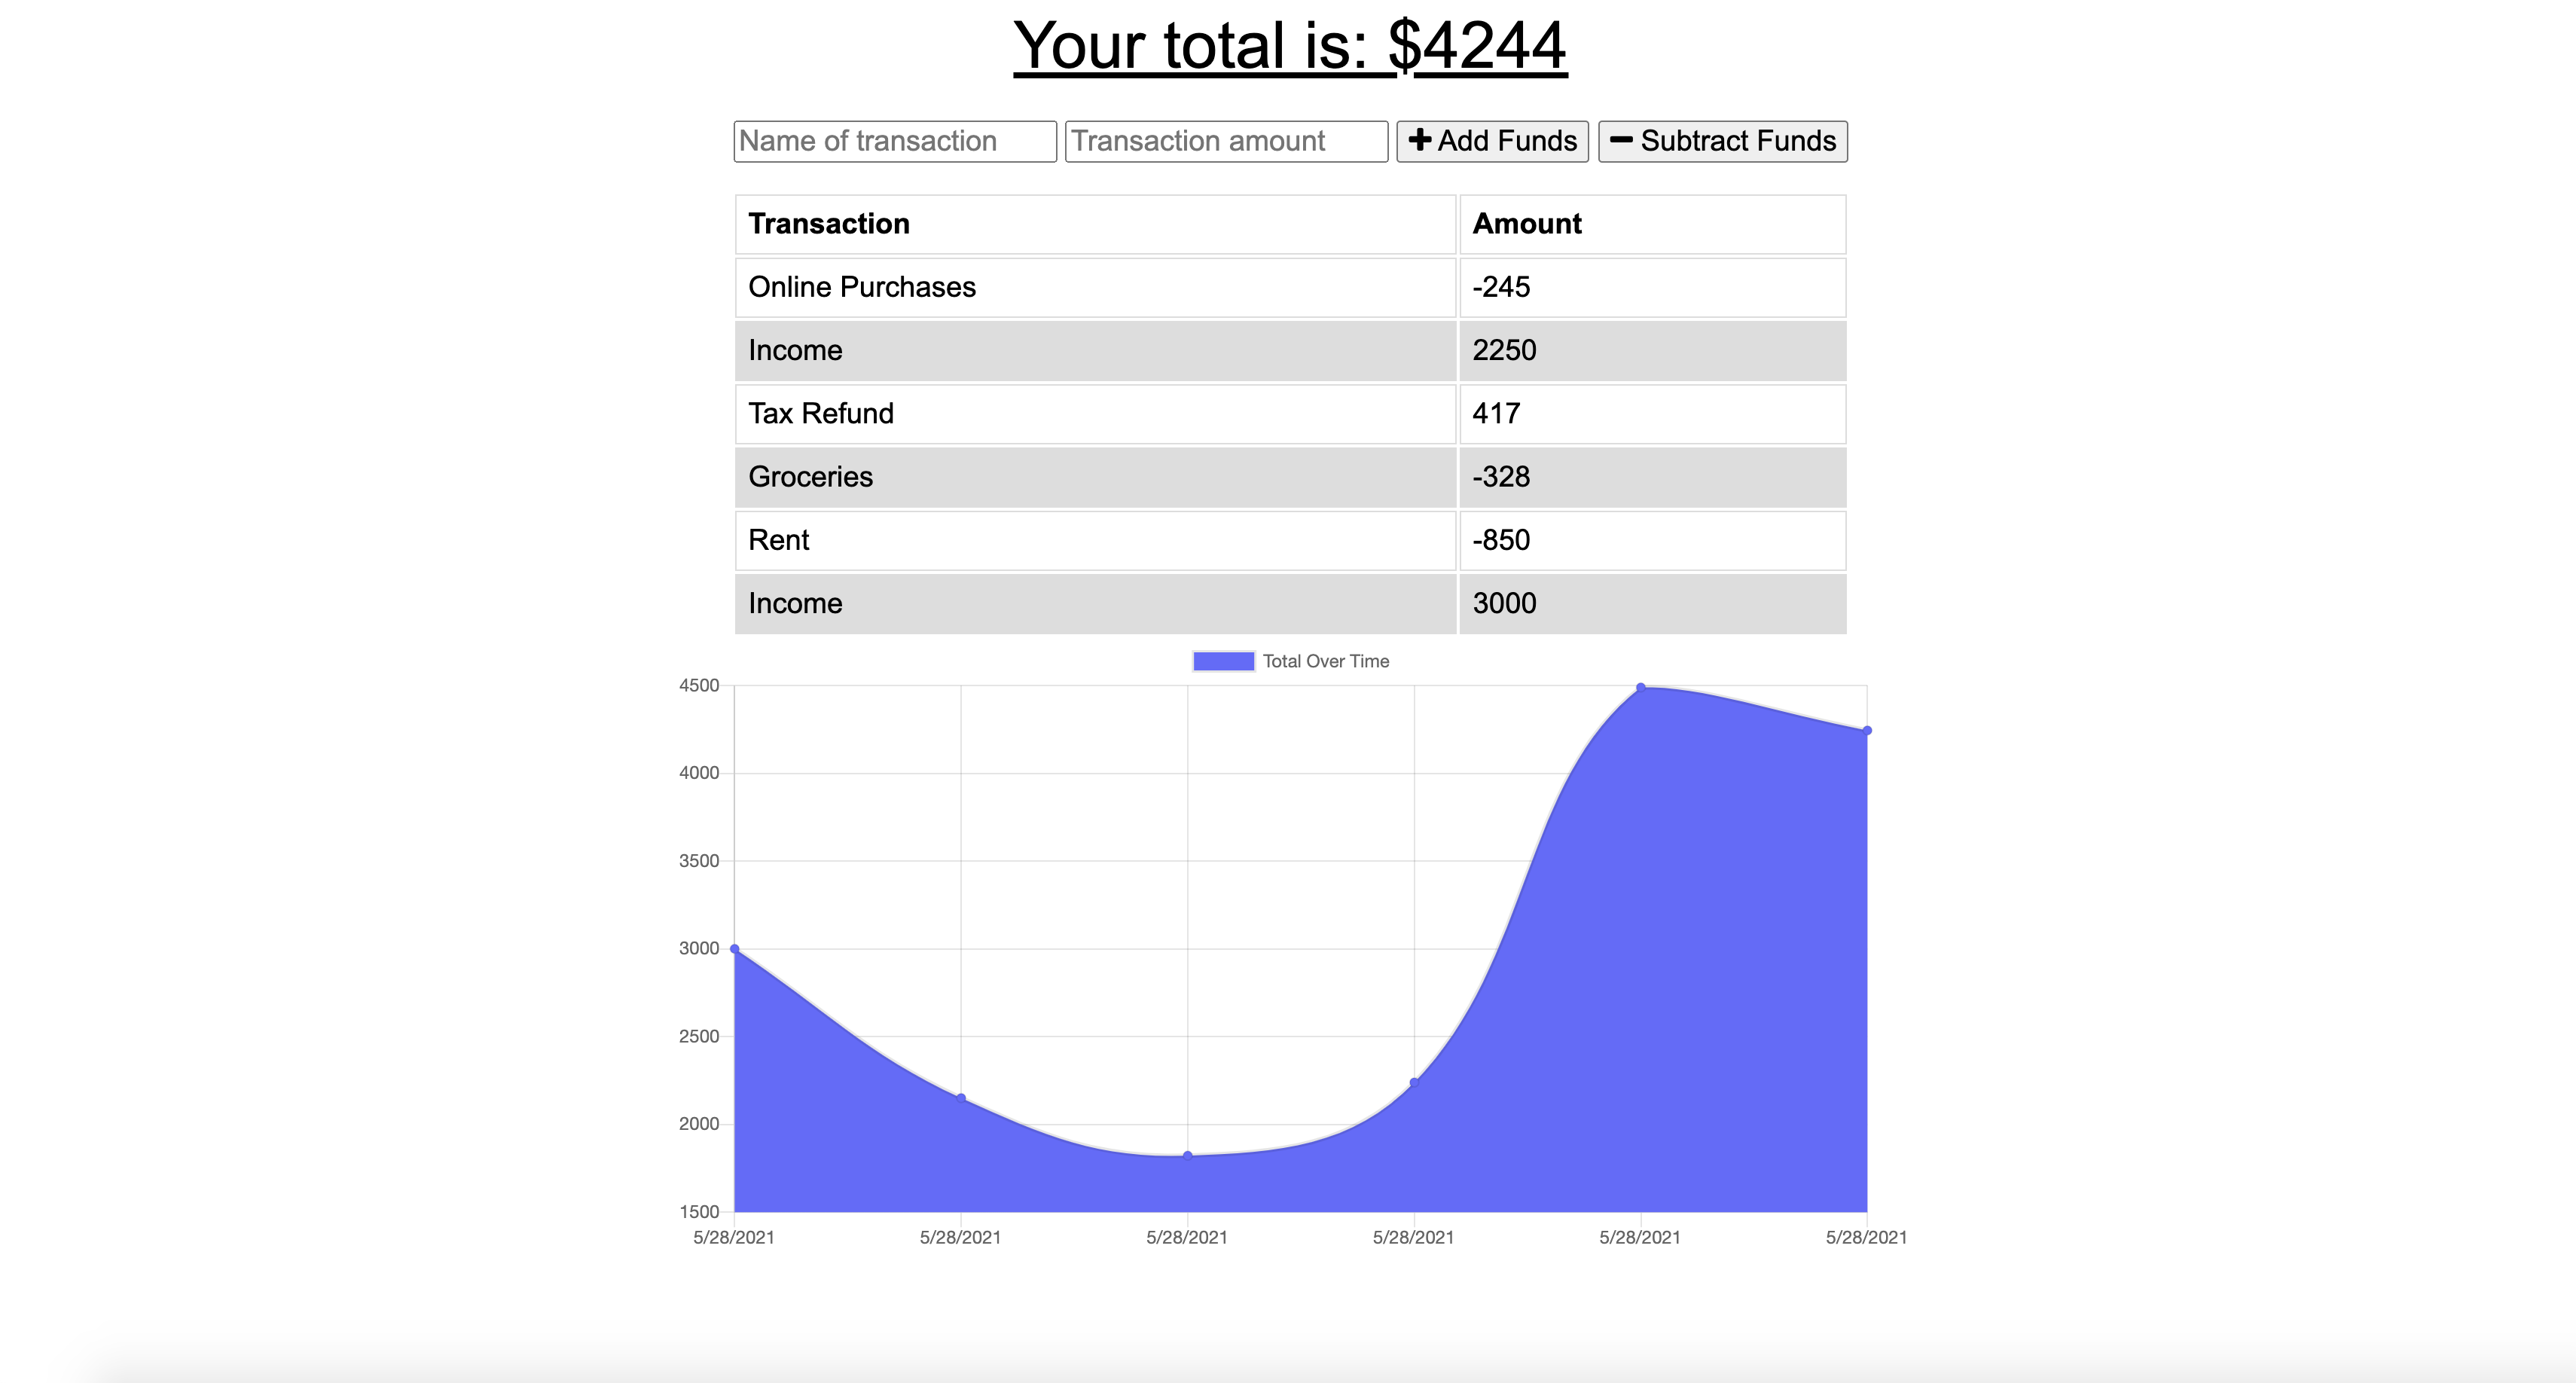 Your total is: $4244
Name of transaction Transaction amount Add Funds Subtract Funds
Transaction Amount
Online Purchases -245
Income 2250
Tax Refund 417
Groceries -328
Rent -850
Income 3000
Total Over Time
4500
4000
3500
3000
2500
2000
1500
5/28/2021 5/28/2021 5/28/2021 5/28/2021 5/28/2021 5/28/2021